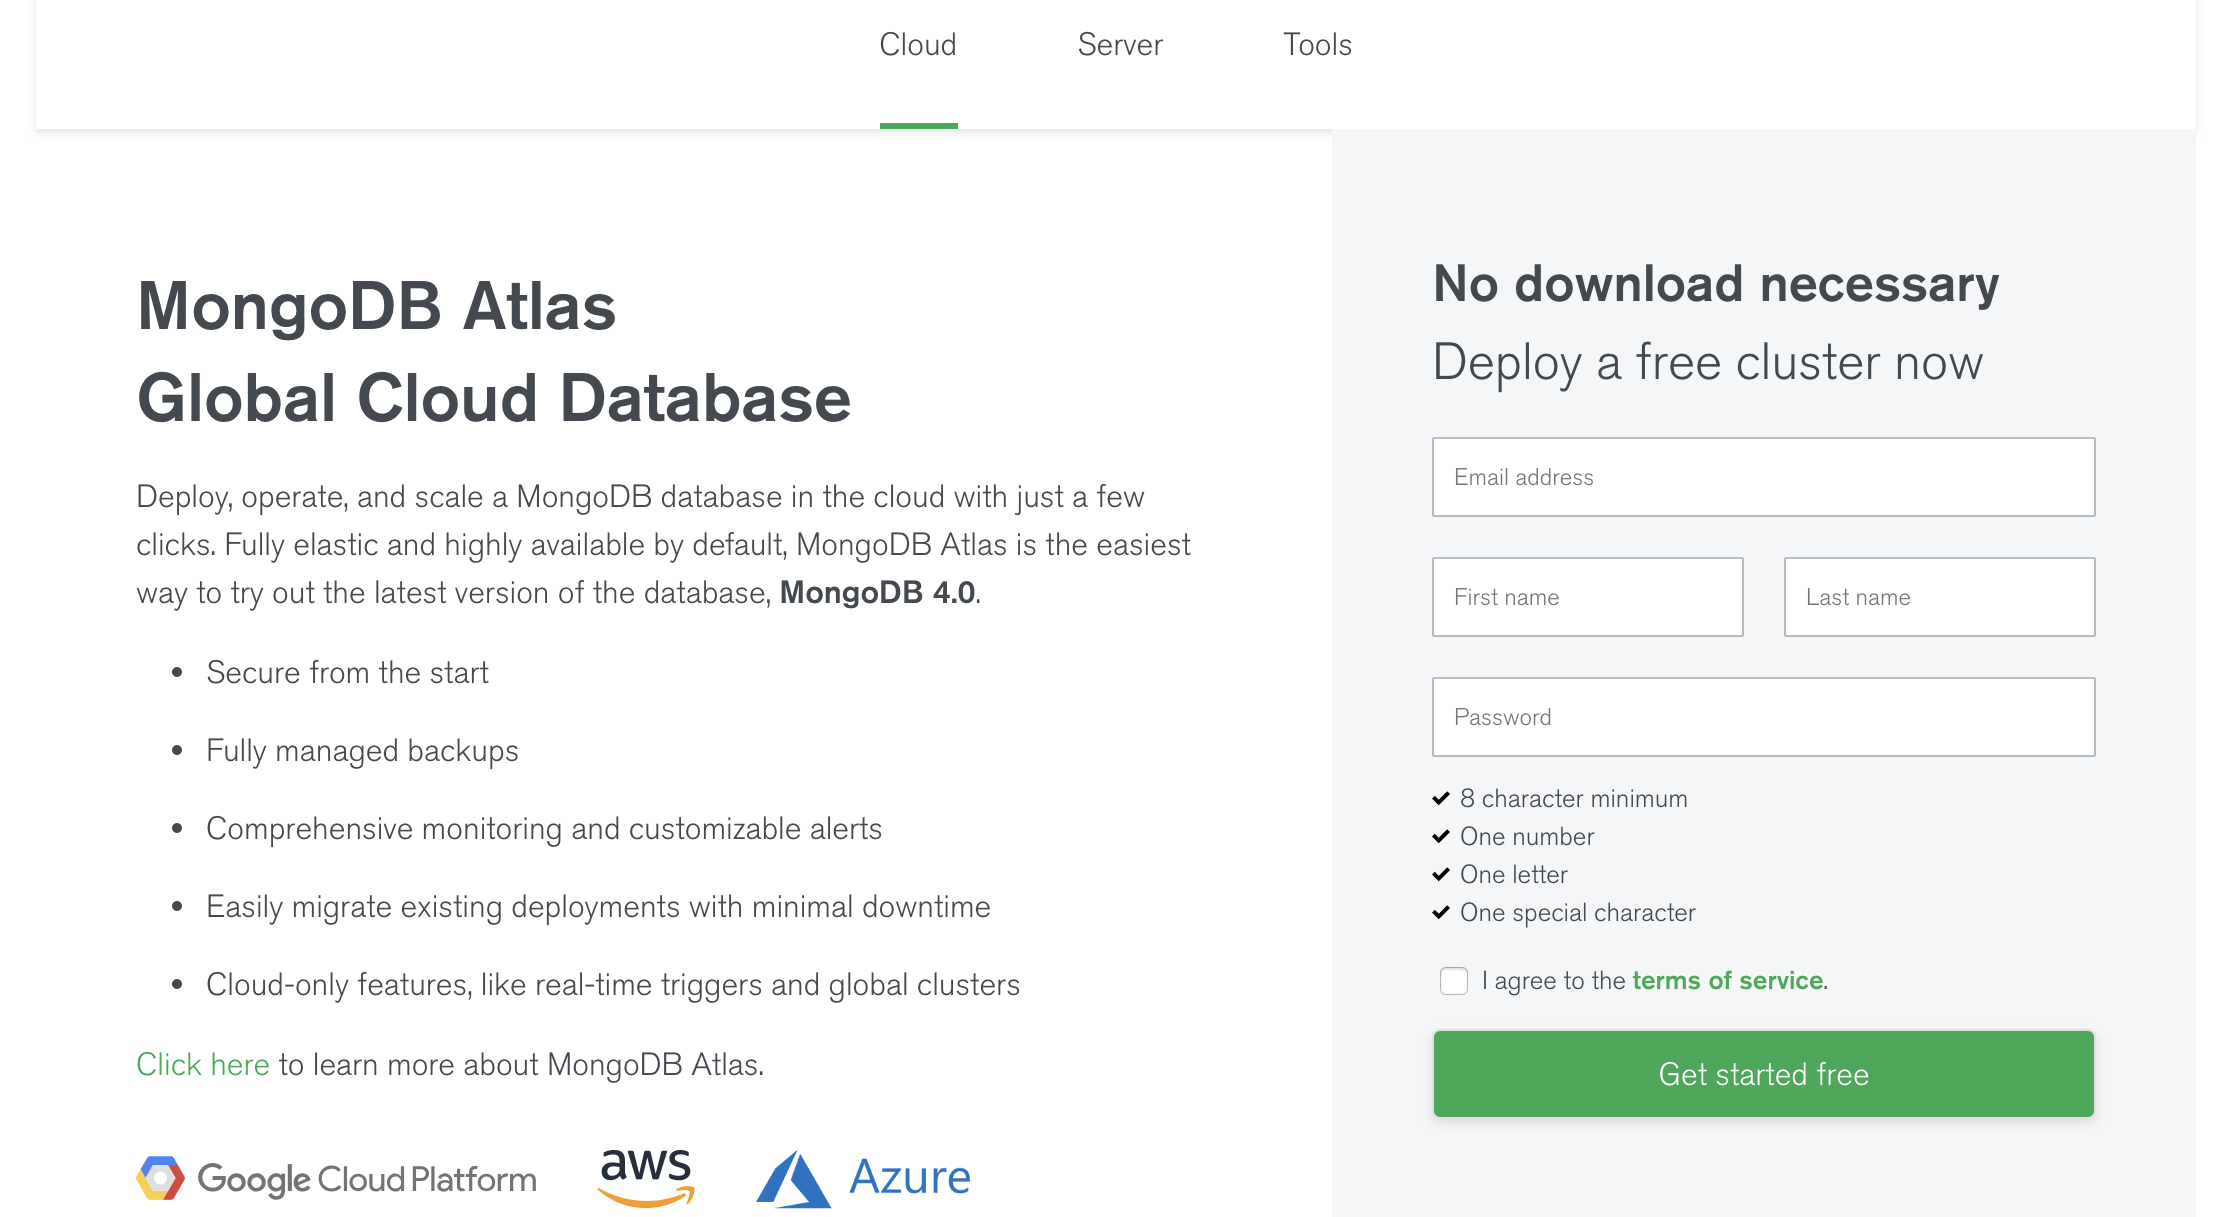 Cloud
Server
Tools
MongoDB Atlas
Global Cloud Database
Deploy, operate, and scale a MongoDB database in the cloud with just a few
clicks. Fully elastic and highly available by default, MongoDB Atlas is the easiest
way to try out the latest version of the database, MongoDB 4.0.
• Secure from the start
• Fully managed backups
• Comprehensive monitoring and customizable alerts
• Easily migrate existing deployments with minimal downtime
• Cloud-only features, like real-time triggers and global clusters
Click here to learn more about MongoDB Atlas.
Google Cloud Platform
aws
Azure
No download necessary
Deploy a free cluster now
Email address
First name
Last name
Password
8 character minimum
One number
One letter
One special character
I agree to the terms of service.
Get started free